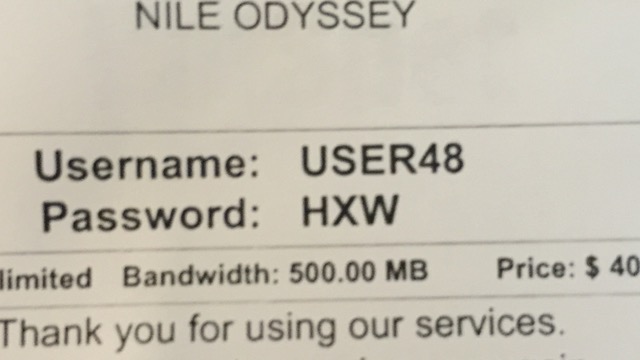 NILE ODYSSEY
Username: USER48
Password: HXW
limited Bandwidth: 500.00 MB Price: $ 40
Thank you for using our services.